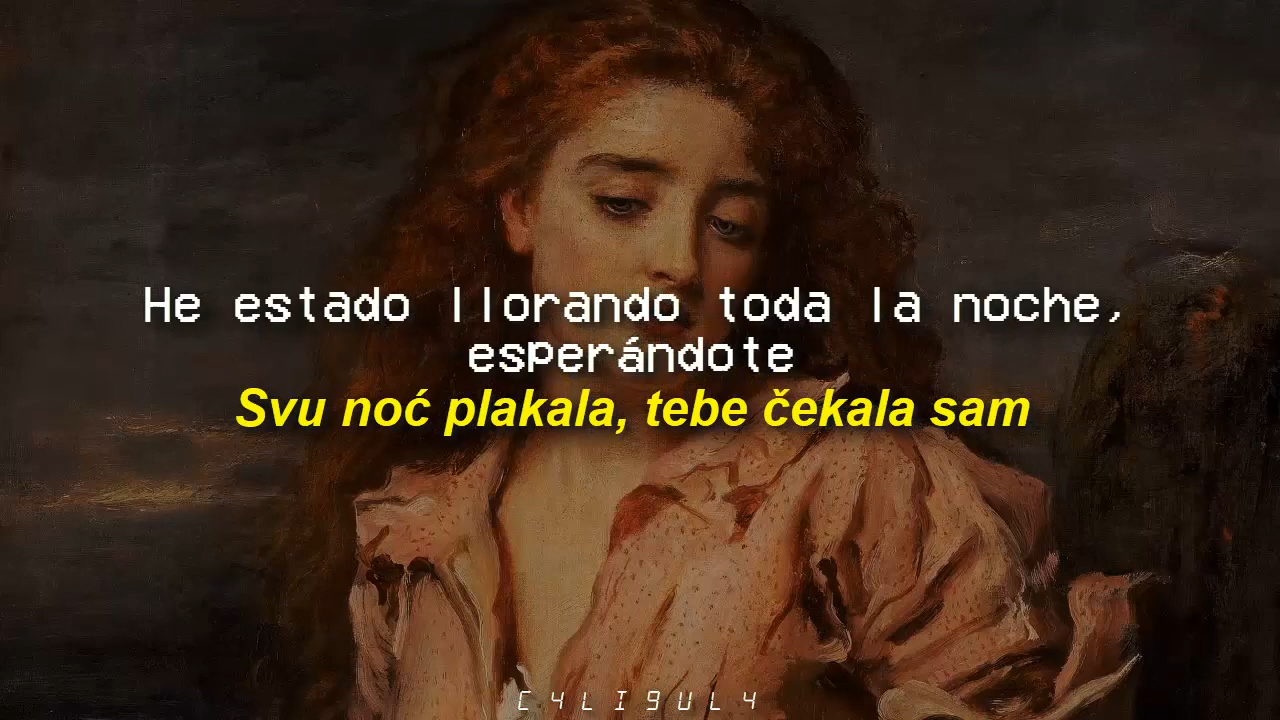 He estado llorando toda la noche,
esperándote
Svu noć plakala, tebe čekala sam
C4LI9UL4